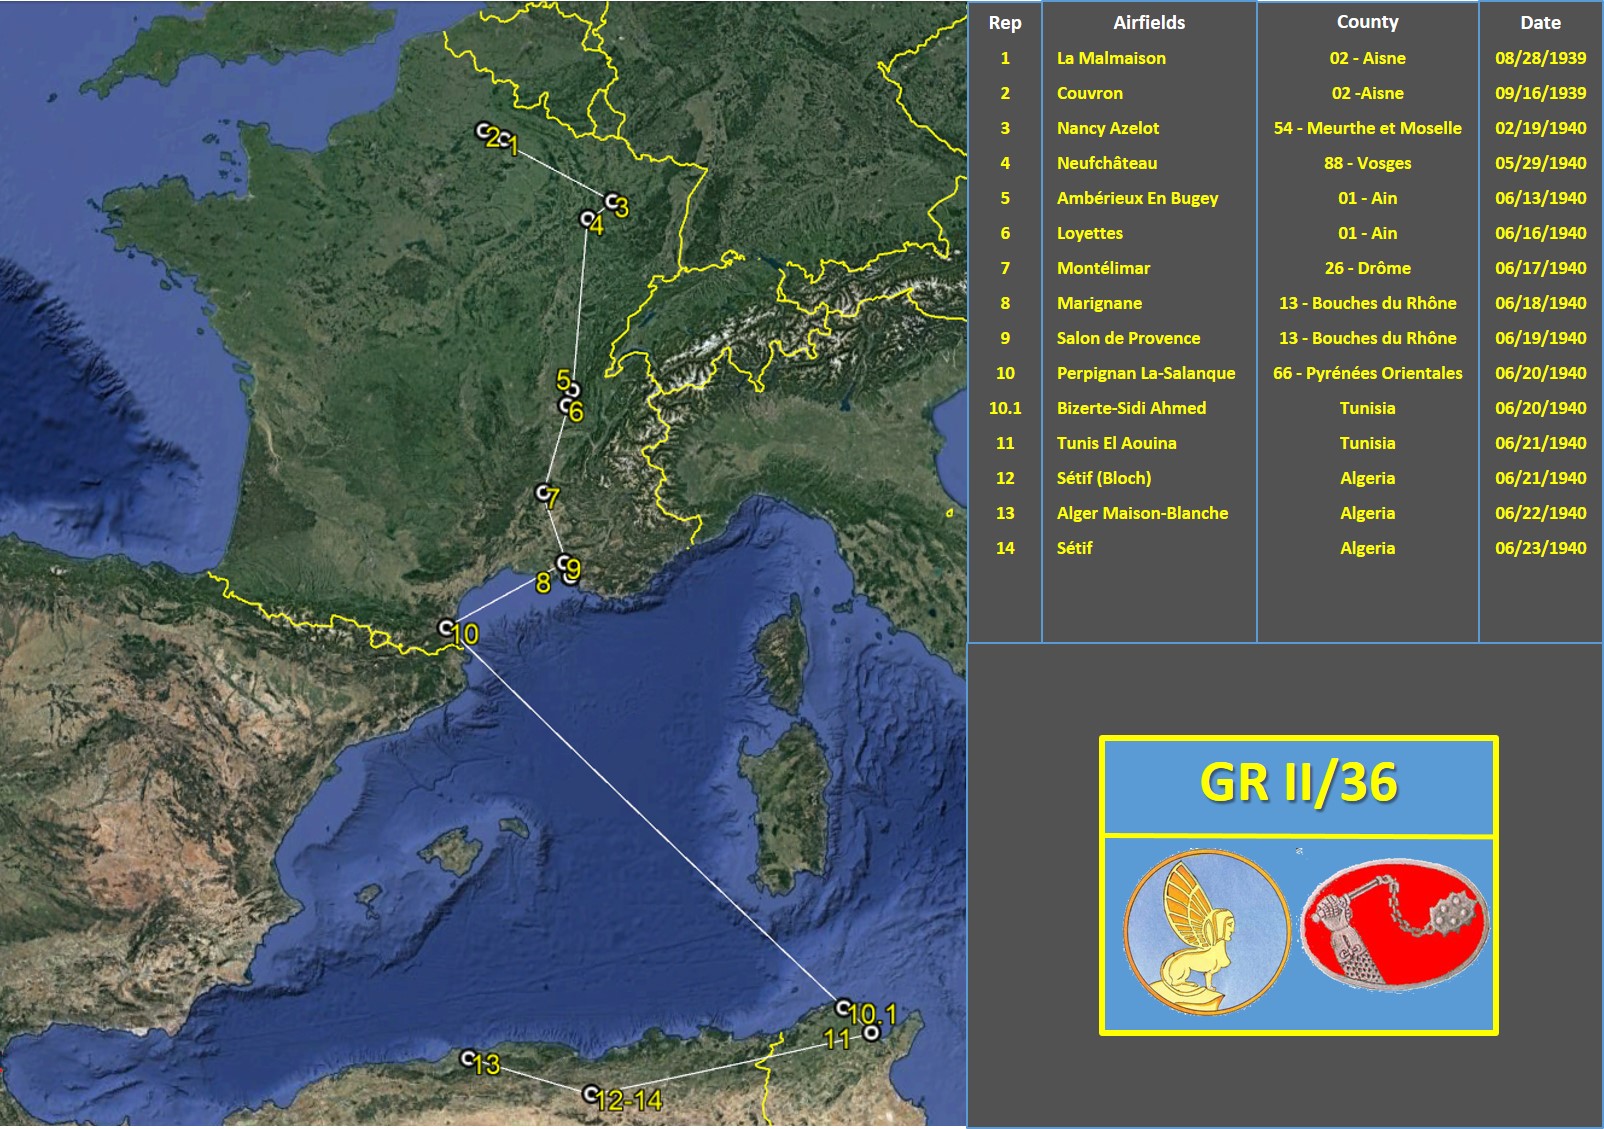 Rep Airfields County Date
1 La Malmaison 02 - Aisne 08/28/1939
2 Couvron 02 -Aisne 09/16/1939
3 Nancy Azelot 54 - Meurthe et Moselle 02/19/1940
4 Neufchâteau 88 - Vosges 05/29/1940
5 Ambérieux En Bugey 01 - Ain 06/13/1940
6 Loyettes 01 - Ain 06/16/1940
7 Montélimar 26 - Drôme 06/17/1940
8 Marignane 13 - Bouches du Rhône 06/18/1940
9 Salon de Provence 13 - Bouches du Rhône 06/19/1940
10 Perpignan La-Salanque 66 - Pyrénées Orientales 06/20/1940
10.1 Bizerte-Sidi Ahmed Tunisia 06/20/1940
11 Tunis El Aouina Tunisia 06/21/1940
12 Sétif (Bloch) Algeria 06/21/1940
13 Alger Maison-Blanche Algeria 06/22/1940
14 Sétif Algeria 06/23/1940
GR II/36
2
1
3
4
5
6
7
9
8
10
10.1
11
13
12-14